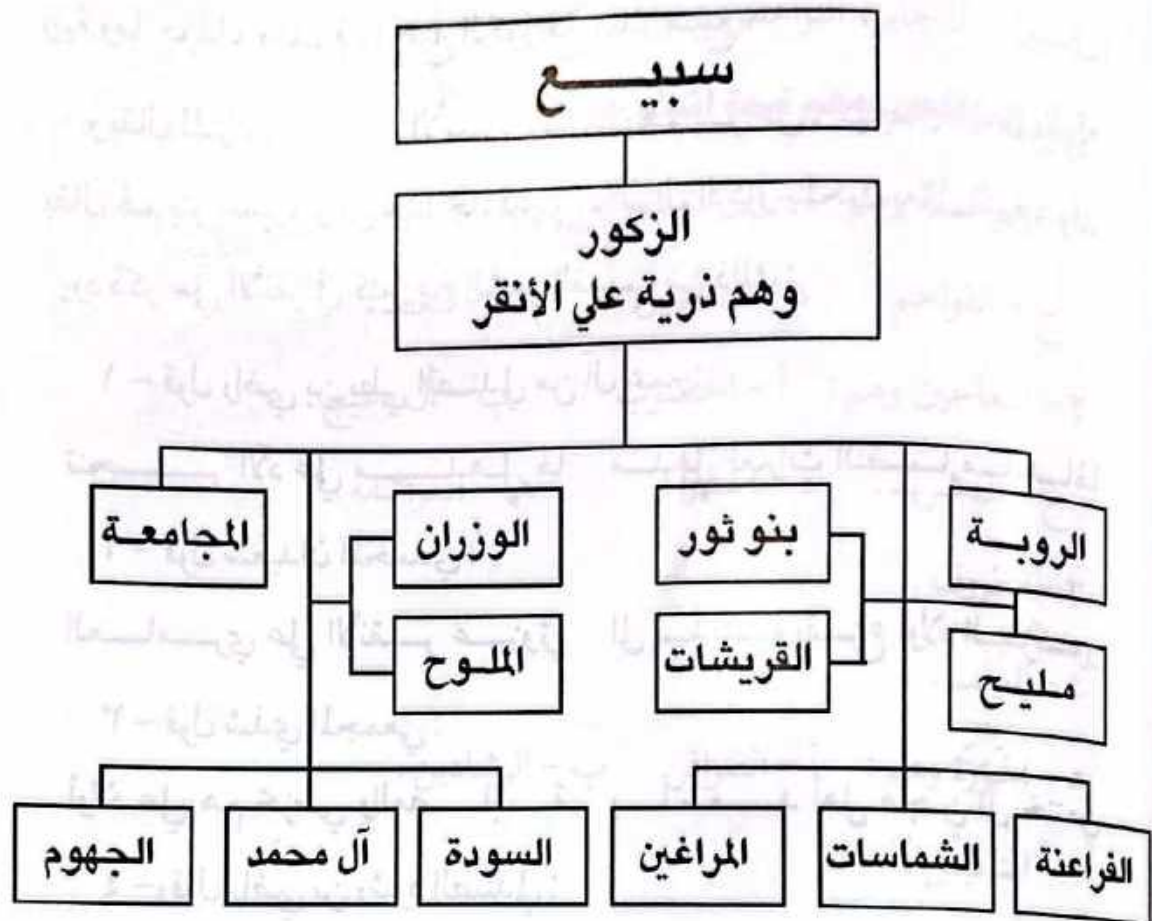 سبيع
الزكور
وهم ذرية علي الأنقر
الروبة
بنو ثور
الوزران
المجامعة
مليح
القريشات
الملوح
الفراعنة
الشماسات
المراغين
السودة
آل محمد
الجهوم